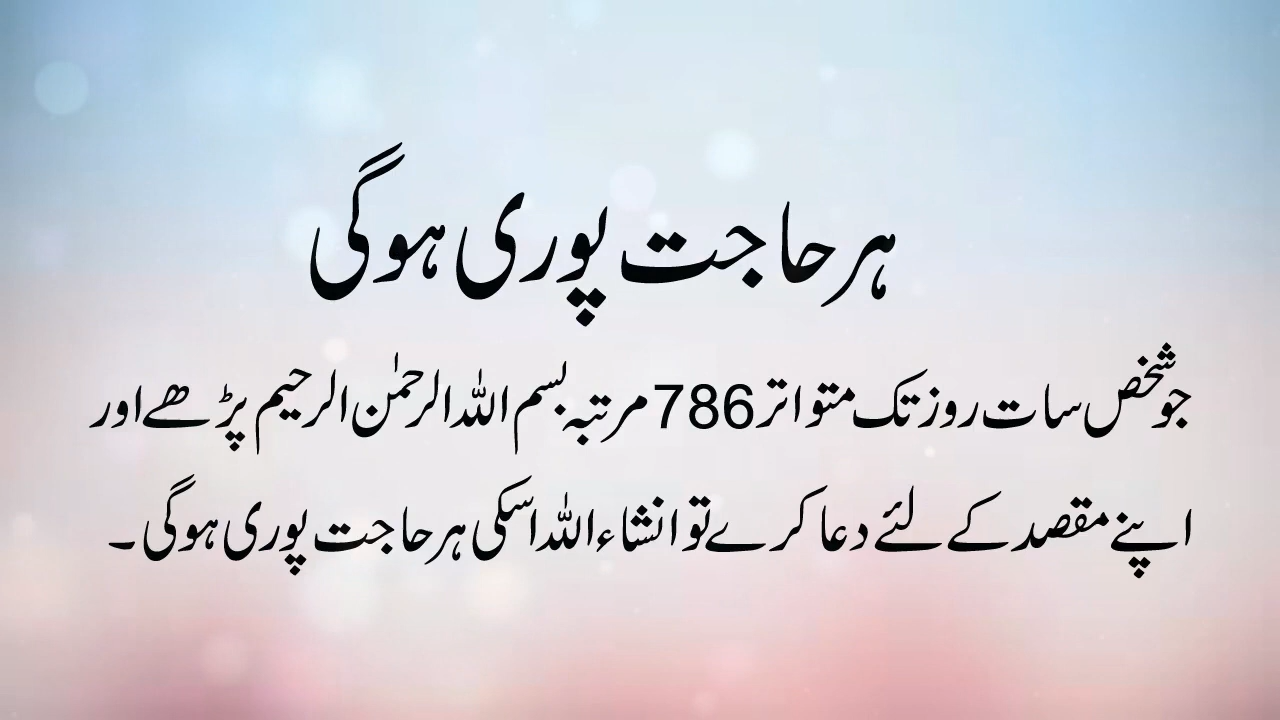 ہر حاجت پوری ہوگی
جو شخص سات روز تک متواتر 786 مرتبہ بسم اللہ الرحمٰن الرحیم پڑھے اور
اپنے مقصد کے لئے دعا کرے تو انشاء اللہ اسکی ہر حاجت پوری ہوگی۔